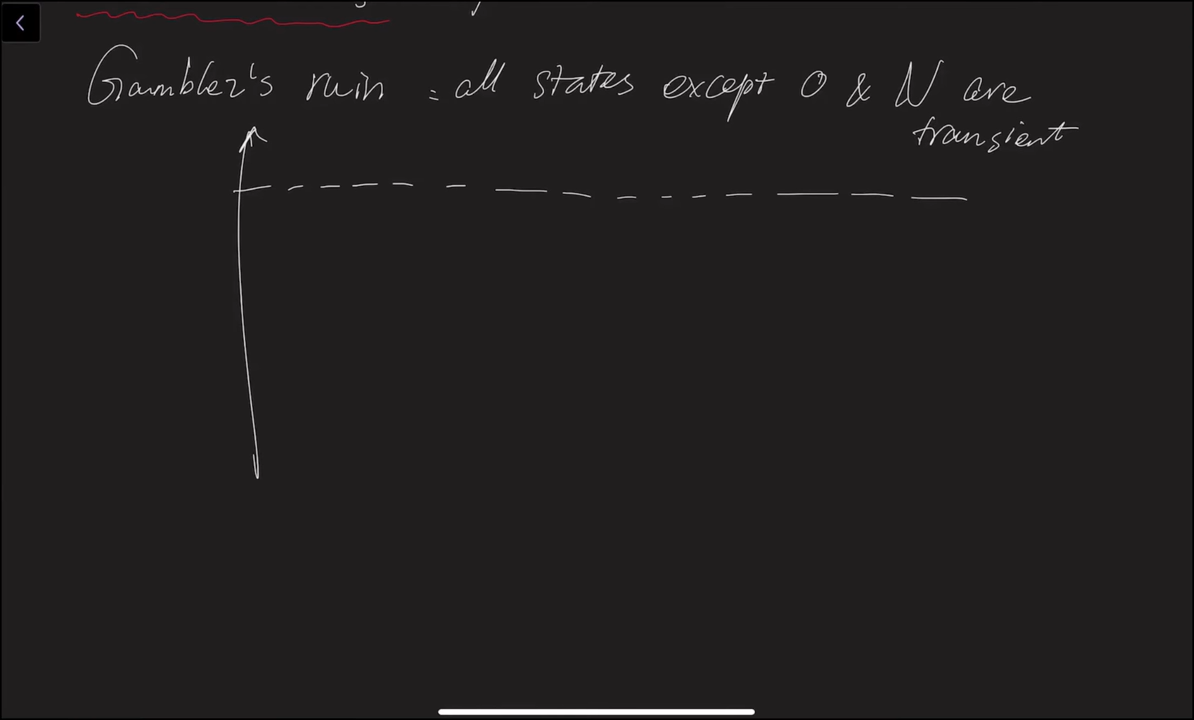 Gambler's ruin : all states except 0 & N are
transient